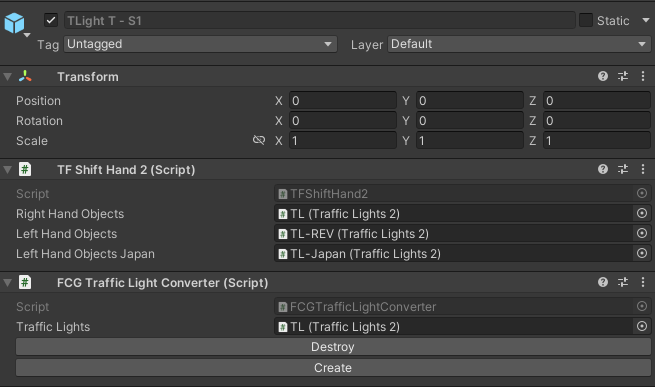 TLight T - S1 Static
Tag Untagged Layer Default
Transform
Position X 0 Y 0 Z 0
Rotation X 0 Y 0 Z 0
Scale X 1 Y 1 Z 1
# TF Shift Hand 2 (Script)
Script # TFShiftHand2
Right Hand Objects # TL (Traffic Lights 2)
Left Hand Objects # TL-REV (Traffic Lights 2)
Left Hand Objects Japan # TL-Japan (Traffic Lights 2)
# FCG Traffic Light Converter (Script)
Script # FCGTrafficLightConverter
Traffic Lights # TL (Traffic Lights 2)
Destroy
Create